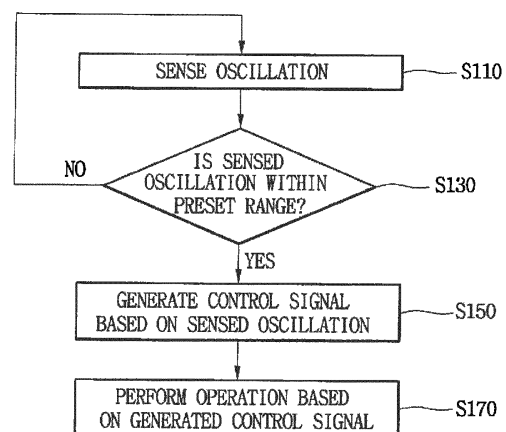 SENSE OSCILLATION
S110
IS SENSED
OSCILLATION WITHIN
PRESET RANGE?
S130
NO
YES
GENERATE CONTROL SIGNAL
BASED ON SENSED OSCILLATION
S150
PERFORM OPERATION BASED
ON GENERATED CONTROL SIGNAL
S170